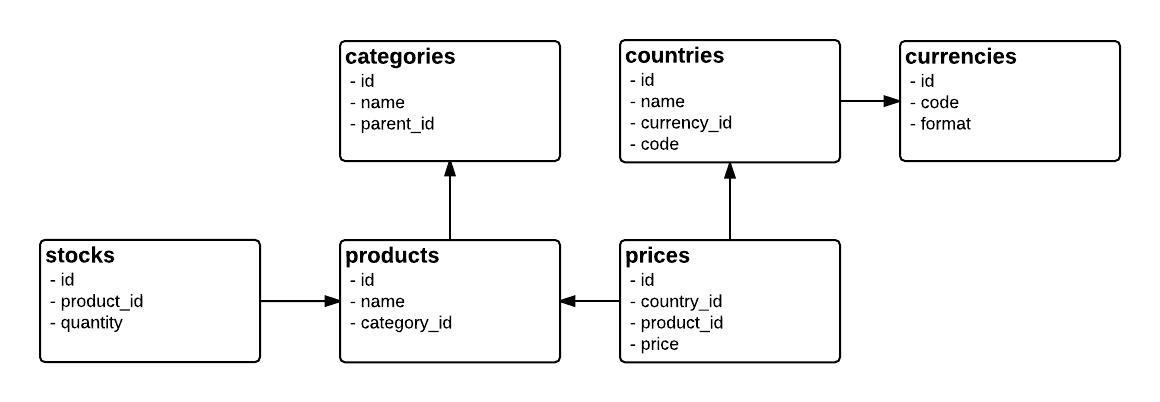 categories
- id
- name
- parent_id
countries
- id
- name
- currency_id
- code
currencies
- id
- code
- format
stocks
- id
- product_id
- quantity
products
- id
- name
- category_id
prices
- id
- country_id
- product_id
- price